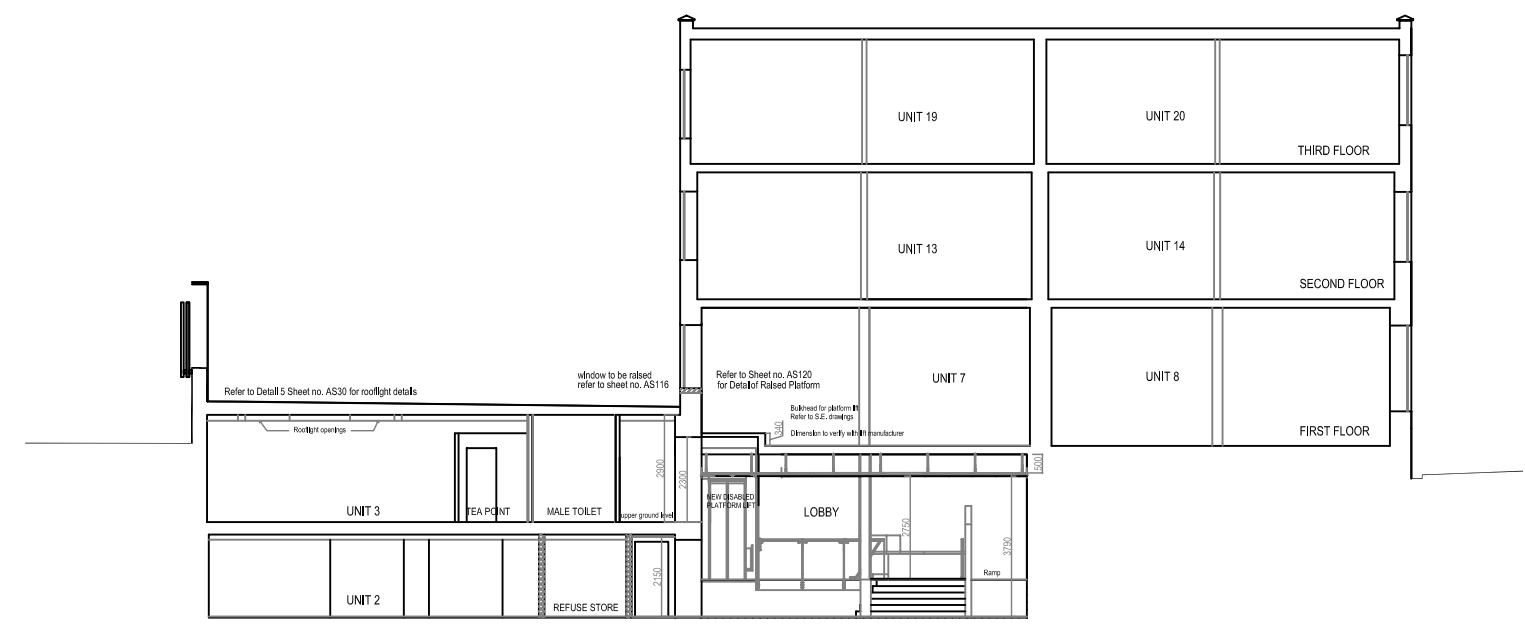 UNIT 19
UNIT 20
THIRD FLOOR
UNIT 13
UNIT 14
SECOND FLOOR
Refer to Detail 5 Sheet no. AS30 for rooflight details
window to be raised
refer to sheet no. AS116
Refer to Sheet no. AS120
for Detail of Raised Platform
UNIT 7
UNIT 8
Bulkhead for platform lift
Refer to S.E. drawings
340
Dimension to verify with lift manufacturer
FIRST FLOOR
Rooflight openings
500
2900
2300
NEW DISABLED
PLATFORM LIFT
UNIT 3
TEA POINT
MALE TOILET
upper ground level
LOBBY
2750
3790
Ramp
2150
UNIT 2
REFUSE STORE